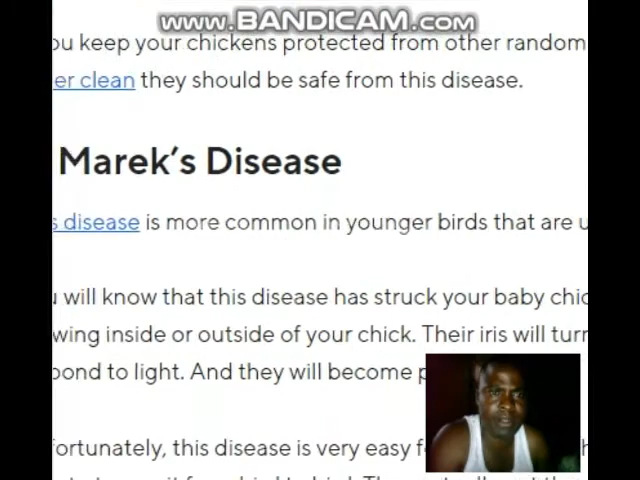 www.BANDICAM.com
ou keep your chickens protected from other random
er clean they should be safe from this disease.
Marek's Disease
s disease is more common in younger birds that are u
u will know that this disease has struck your baby chic
wing inside or outside of your chick. Their iris will turn
pond to light. And they will become
fortunately, this disease is very easy